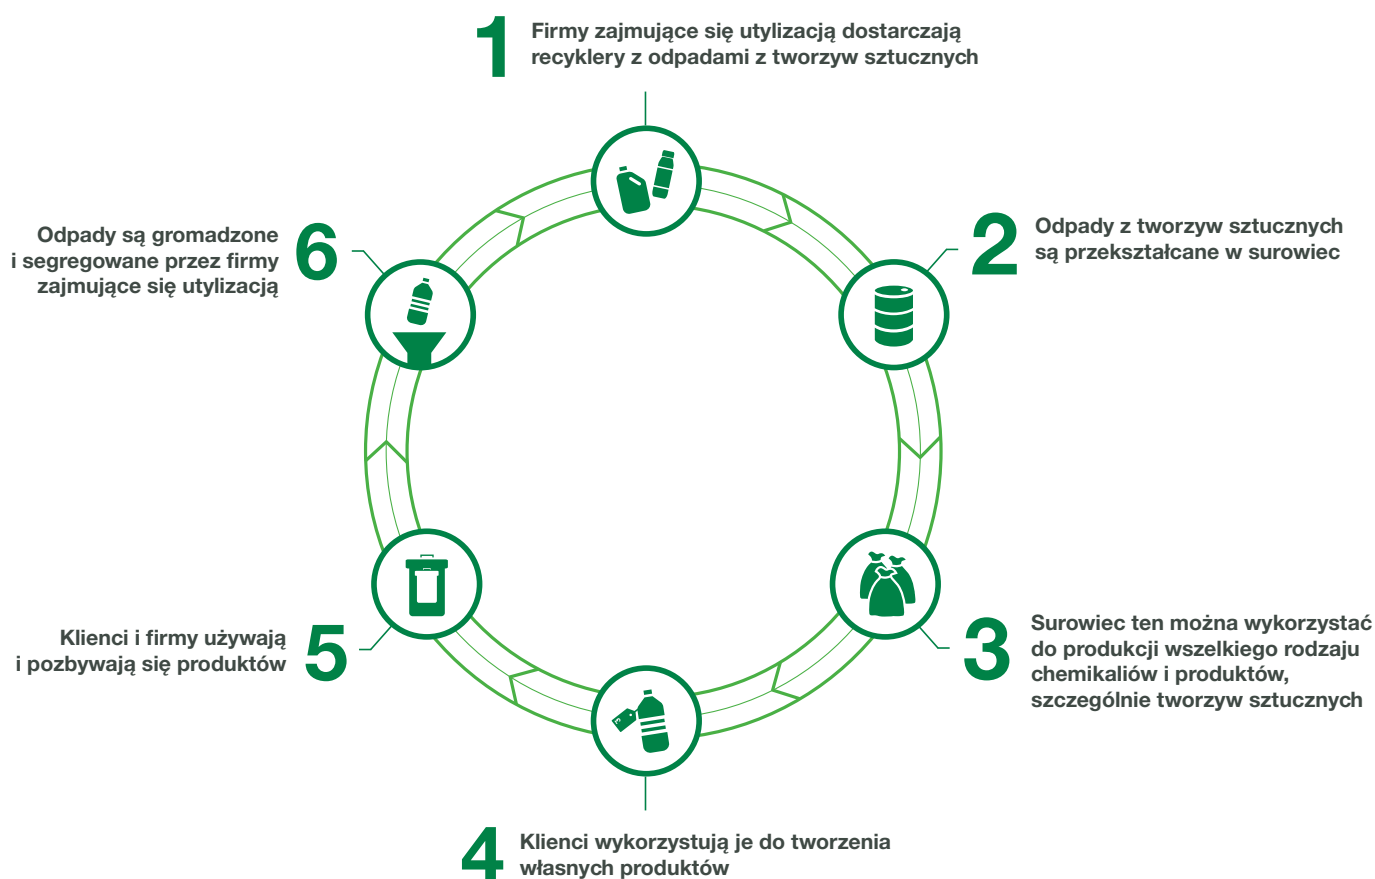 1
Firmy zajmujące się utylizacją dostarczają
recyklery z odpadami z tworzyw sztucznych
2
Odpady z tworzyw sztucznych
są przekształcane w surowiec
3
Surowiec ten można wykorzystać
do produkcji wszelkiego rodzaju
chemikaliów i produktów,
szczególnie tworzyw sztucznych
4
Klienci wykorzystują je do tworzenia
własnych produktów
5
Klienci i firmy używają
i pozbywają się produktów
6
Odpady są gromadzone
i segregowane przez firmy
zajmujące się utylizacją